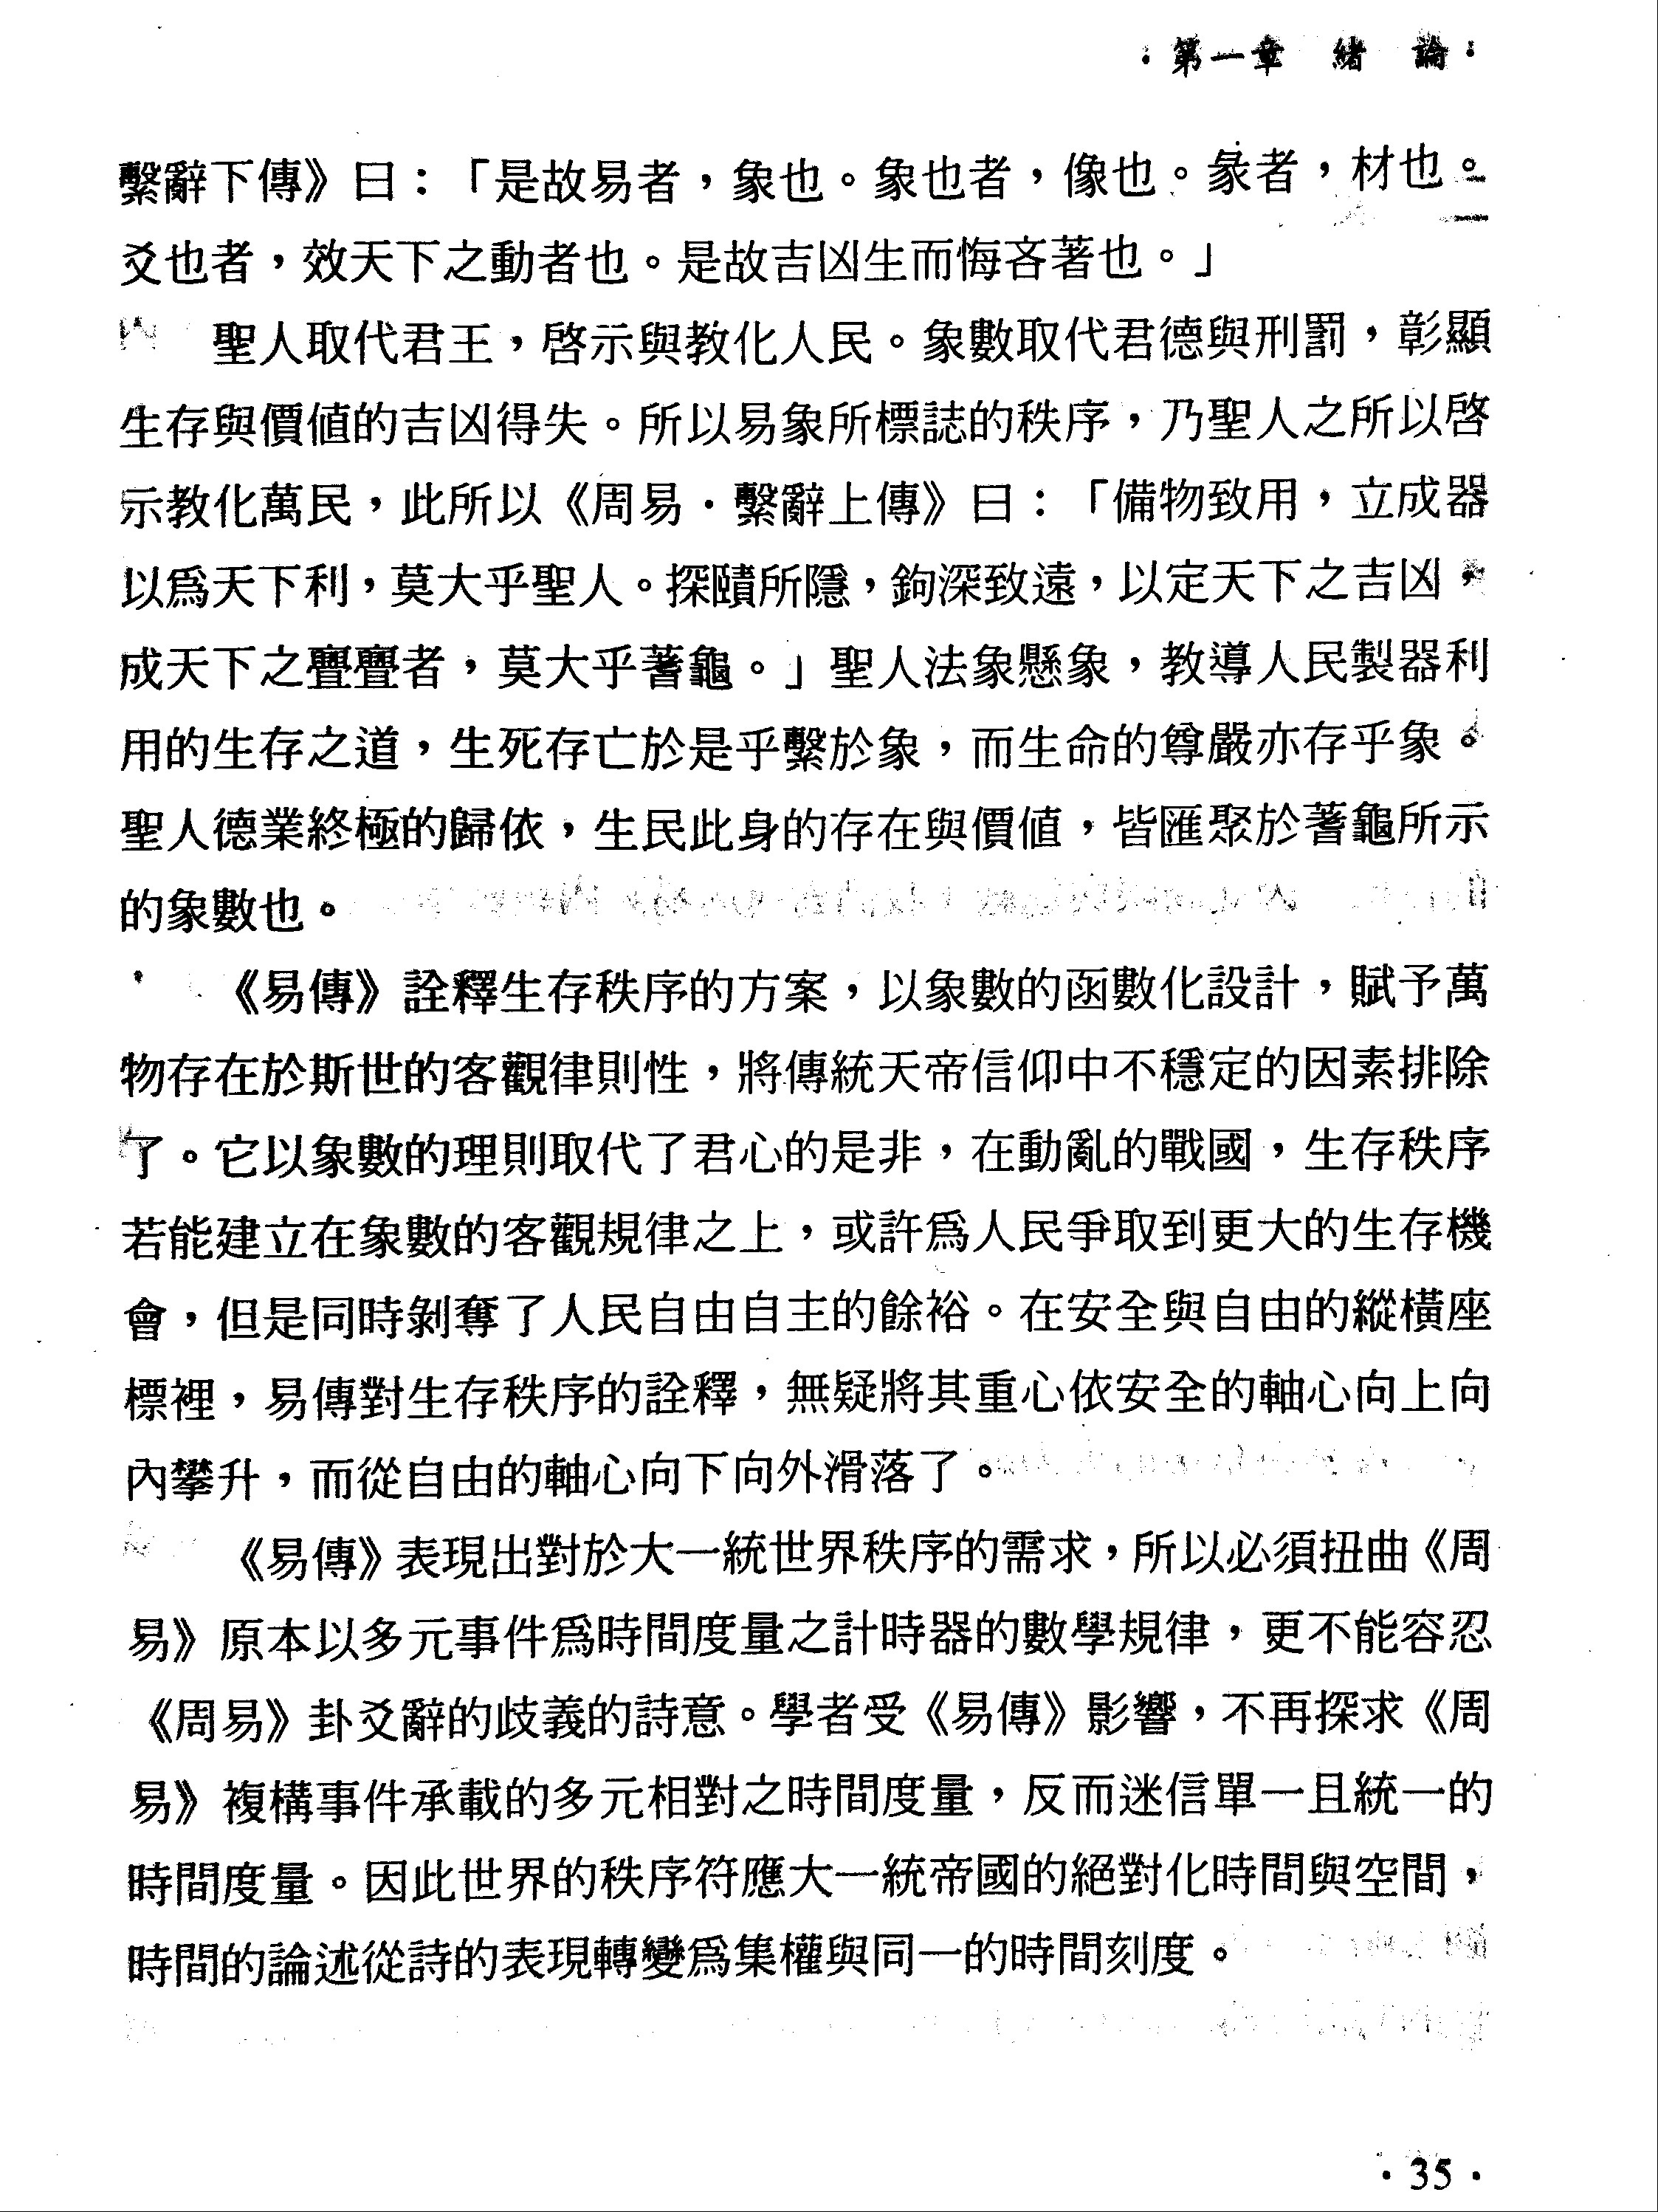 ·第一章　緒　論·
繫辭下傳》曰：「是故易者，象也。象也者，像也。彖者，材也。
爻也者，效天下之動者也。是故吉凶生而悔吝著也。」
聖人取代君王，啓示與教化人民。象數取代君德與刑罰，彰顯
生存與價值的吉凶得失。所以易象所標誌的秩序，乃聖人之所以啓
示教化萬民，此所以《周易·繫辭上傳》曰：「備物致用，立成器
以爲天下利，莫大乎聖人。探賾所隱，鉤深致遠，以定天下之吉凶，
成天下之亹亹者，莫大乎蓍龜。」聖人法象懸象，教導人民製器利
用的生存之道，生死存亡於是乎繫於象，而生命的尊嚴亦存乎象。
聖人德業終極的歸依，生民此身的存在與價值，皆匯聚於蓍龜所示
的象數也。
《易傳》詮釋生存秩序的方案，以象數的函數化設計，賦予萬
物存在於斯世的客觀律則性，將傳統天帝信仰中不穩定的因素排除
了。它以象數的理則取代了君心的是非，在動亂的戰國，生存秩序
若能建立在象數的客觀規律之上，或許爲人民爭取到更大的生存機
會，但是同時剝奪了人民自由自主的餘裕。在安全與自由的縱橫座
標裡，易傳對生存秩序的詮釋，無疑將其重心依安全的軸心向上向
內攀升，而從自由的軸心向下向外滑落了。
《易傳》表現出對於大一統世界秩序的需求，所以必須扭曲《周
易》原本以多元事件爲時間度量之計時器的數學規律，更不能容忍
《周易》卦爻辭的歧義的詩意。學者受《易傳》影響，不再探求《周
易》複構事件承載的多元相對之時間度量，反而迷信單一且統一的
時間度量。因此世界的秩序符應大一統帝國的絕對化時間與空間，
時間的論述從詩的表現轉變爲集權與同一的時間刻度。
·35·